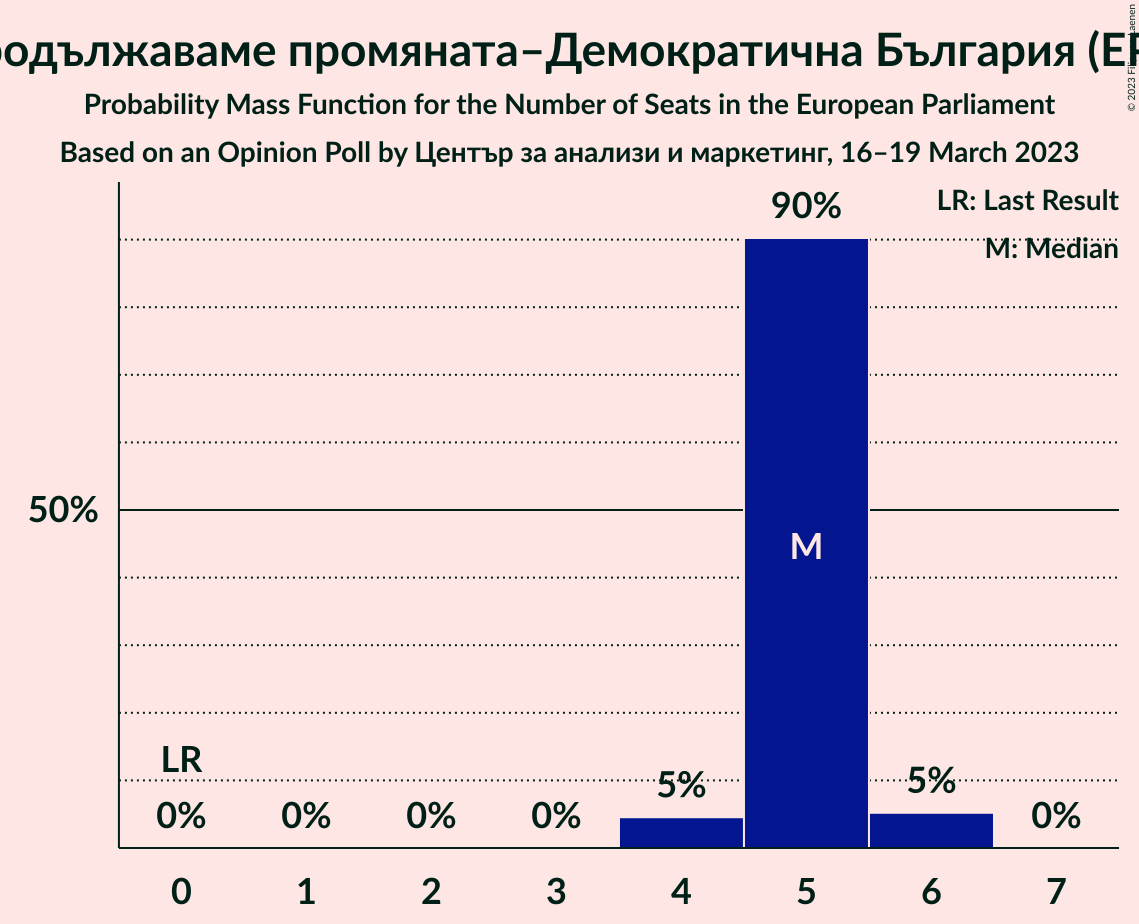 одължаваме промяната–Демократична България (EP
Probability Mass Function for the Number of Seats in the European Parliament
Based on an Opinion Poll by Център за анализи и маркетинг, 16–19 March 2023
© 2023
LR: Last Result
M: Median
90%
50%
M
LR
0% 0% 0% 0% 5% 5% 0%
0 1 2 3 4 5 6 7